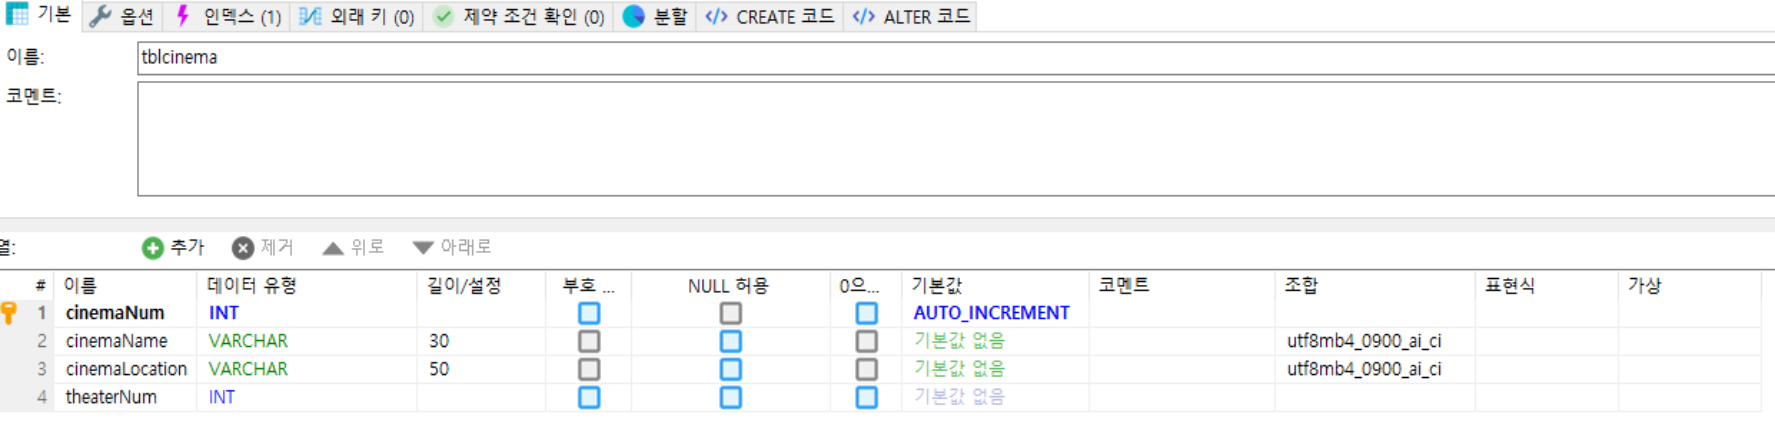 기본 옵션 인덱스 (1) 외래 키 (0) 제약 조건 확인 (0) 분할 </> CREATE 코드 </> ALTER 코드
이름: tblcinema
코멘트:
열: 추가 제거 위로 아래로
# 이름 데이터 유형 길이/설정 부호 ... NULL 허용 0으... 기본값 코멘트 조합 표현식 가상
1 cinemaNum INT AUTO_INCREMENT
2 cinemaName VARCHAR 30 기본값 없음 utf8mb4_0900_ai_ci
3 cinemaLocation VARCHAR 50 기본값 없음 utf8mb4_0900_ai_ci
4 theaterNum INT 기본값 없음